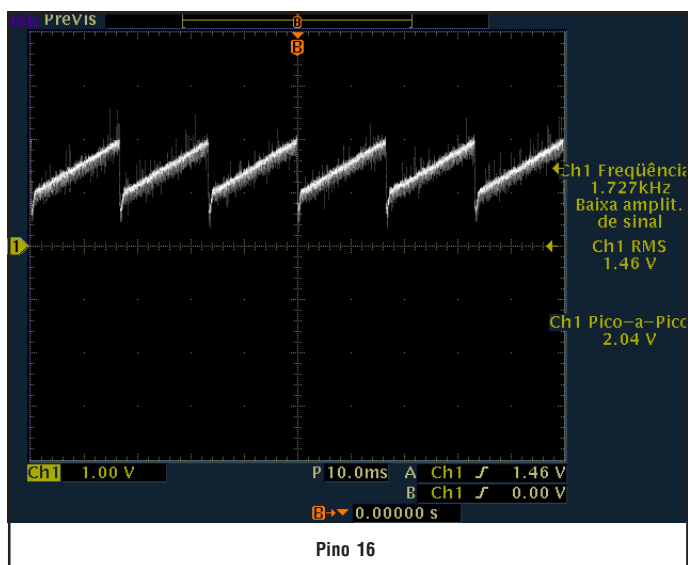 Tek PreVis
B
B
Ch1 Freqüência
1.727kHz
Baixa amplit.
de sinal
1
Ch1 RMS
1.46 V
Ch1 Pico-a-Pico
2.04 V
Ch1 1.00 V P 10.0ms A Ch1 1.46 V
B Ch1 0.00 V
B 0.00000 s
Pino 16